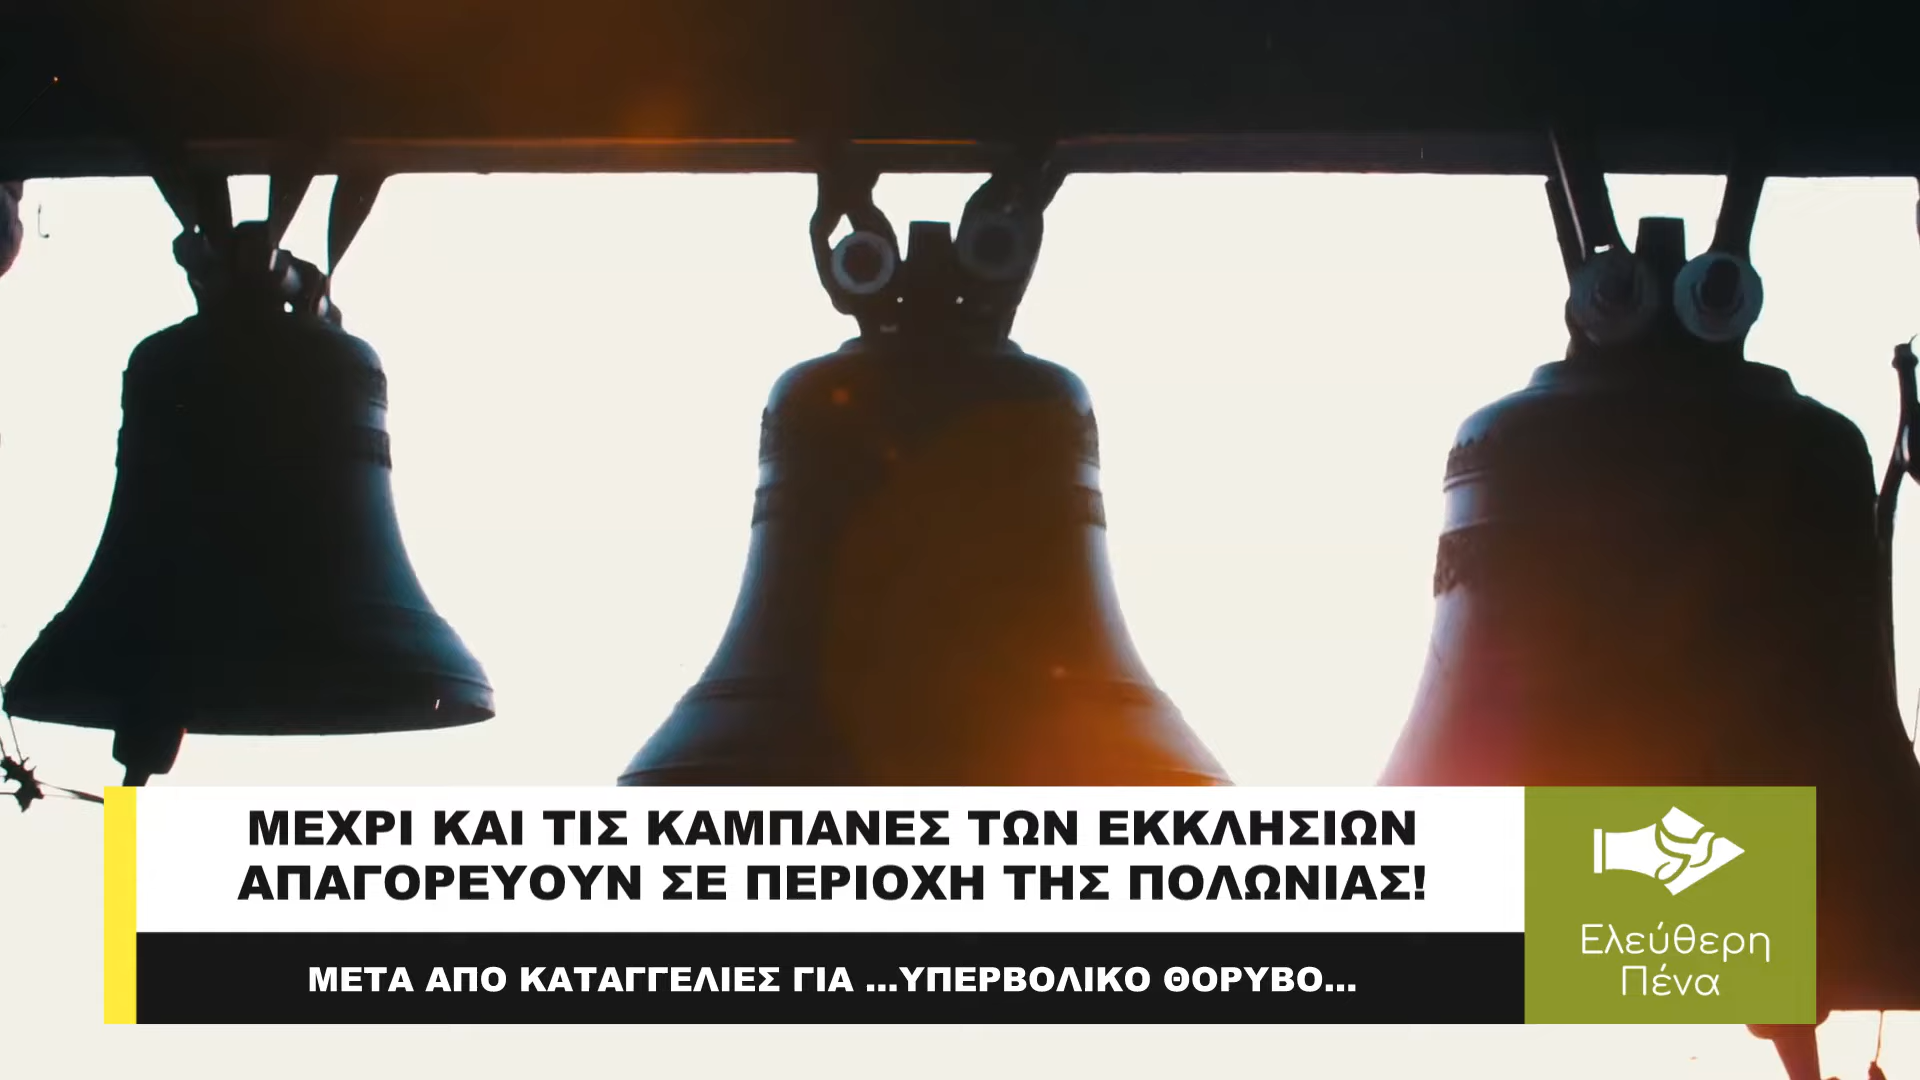 ΜΕΧΡΙ ΚΑΙ ΤΙΣ ΚΑΜΠΑΝΕΣ ΤΩΝ ΕΚΚΛΗΣΙΩΝ
ΑΠΑΓΟΡΕΥΟΥΝ ΣΕ ΠΕΡΙΟΧΗ ΤΗΣ ΠΟΛΩΝΙΑΣ!
ΜΕΤΑ ΑΠΟ ΚΑΤΑΓΓΕΛΙΕΣ ΓΙΑ ...ΥΠΕΡΒΟΛΙΚΟ ΘΟΡΥΒΟ...
Ελεύθερη
Πένα